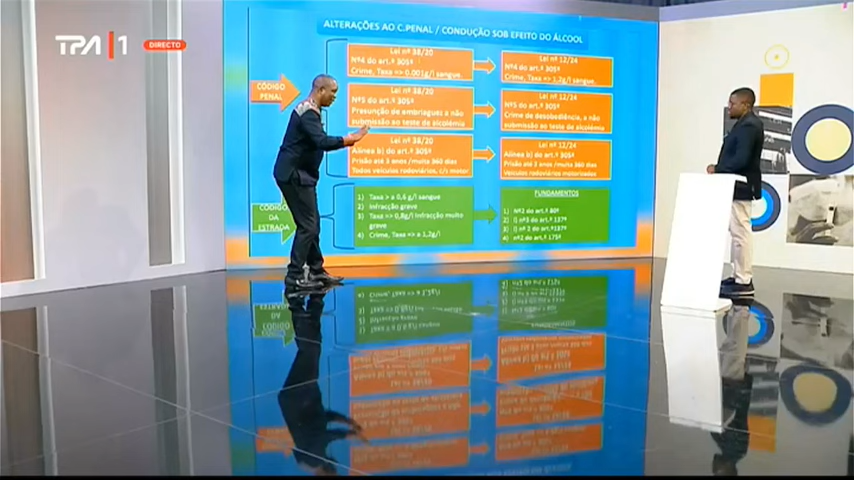 TPA 1 DIRECTO
ALTERAÇÕES AO C.PENAL / CONDUÇÃO SOB EFEITO DO ÁLCOOL
CÓDIGO
PENAL
Lei nº 38/20
Nº4 do art.º 305º
Crime, Taxa => 0.001g/l sangue
Lei nº 12/24
Nº4 do art.º 305º
Crime, Taxa => 1,2g/l sangue.
Lei nº 38/20
Nº5 do art.º 305º
Presunção de embriagues a não
submissão ao teste de alcolémia
Lei nº 12/24
Nº5 do art.º 305º
Crime de desobediência, a não
submissão ao teste de alcolémia
Lei nº 38/20
Alínea b) do art.º 305º
Prisão até 3 anos /multa 360 dias
Todos veículos rodoviários, c/s motor
Lei nº 12/24
Alínea b) do art.º 305º
Prisão até 3 anos /multa 360 dias
Veículos rodoviários motorizados
CÓDIGO
DA
ESTRADA
1) Taxa > a 0,6 g/l sangue
2) Infracção grave
3) Taxa => 0,8g/l Infracção muito
grave
4) Crime, Taxa => a 1,2g/l
FUNDAMENTOS
1) Nº2 do art.º 80º
2) l) nº3 do art.º 137º
3) l) nº 2 do art.º137º
4) nº2 do art.º 175º